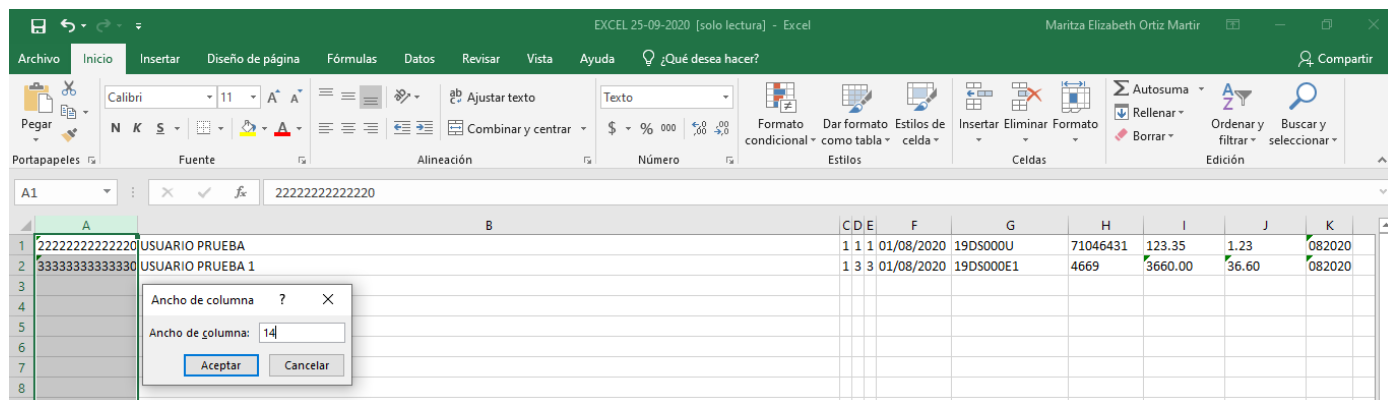 EXCEL 25-09-2020 [solo lectura] - Excel Maritza Elizabeth Ortiz Martir
Archivo Inicio Insertar Diseño de página Fórmulas Datos Revisar Vista Ayuda ¿Qué desea hacer? Compartir
Pegar
Calibri 11 A A
N K S A
Ajustar texto
Combinar y centrar
Texto
$ % 000
Formato condicional
Dar formato como tabla
Estilos de celda
Insertar Eliminar Formato
Autosuma
Rellenar
Borrar
Ordenar y filtrar
Buscar y seleccionar
Portapapeles Fuente Alineación Número Estilos Celdas Edición
A1 fx 22222222222220
A B C D E F G H I J K
1 22222222222220 USUARIO PRUEBA 1 1 1 01/08/2020 19DS000U 71046431 123.35 1.23 082020
2 33333333333330 USUARIO PRUEBA 1 1 3 3 01/08/2020 19DS000E1 4669 3660.00 36.60 082020
3
4
5
6
7
8
Ancho de columna ? ×
Ancho de columna: 14
Aceptar Cancelar